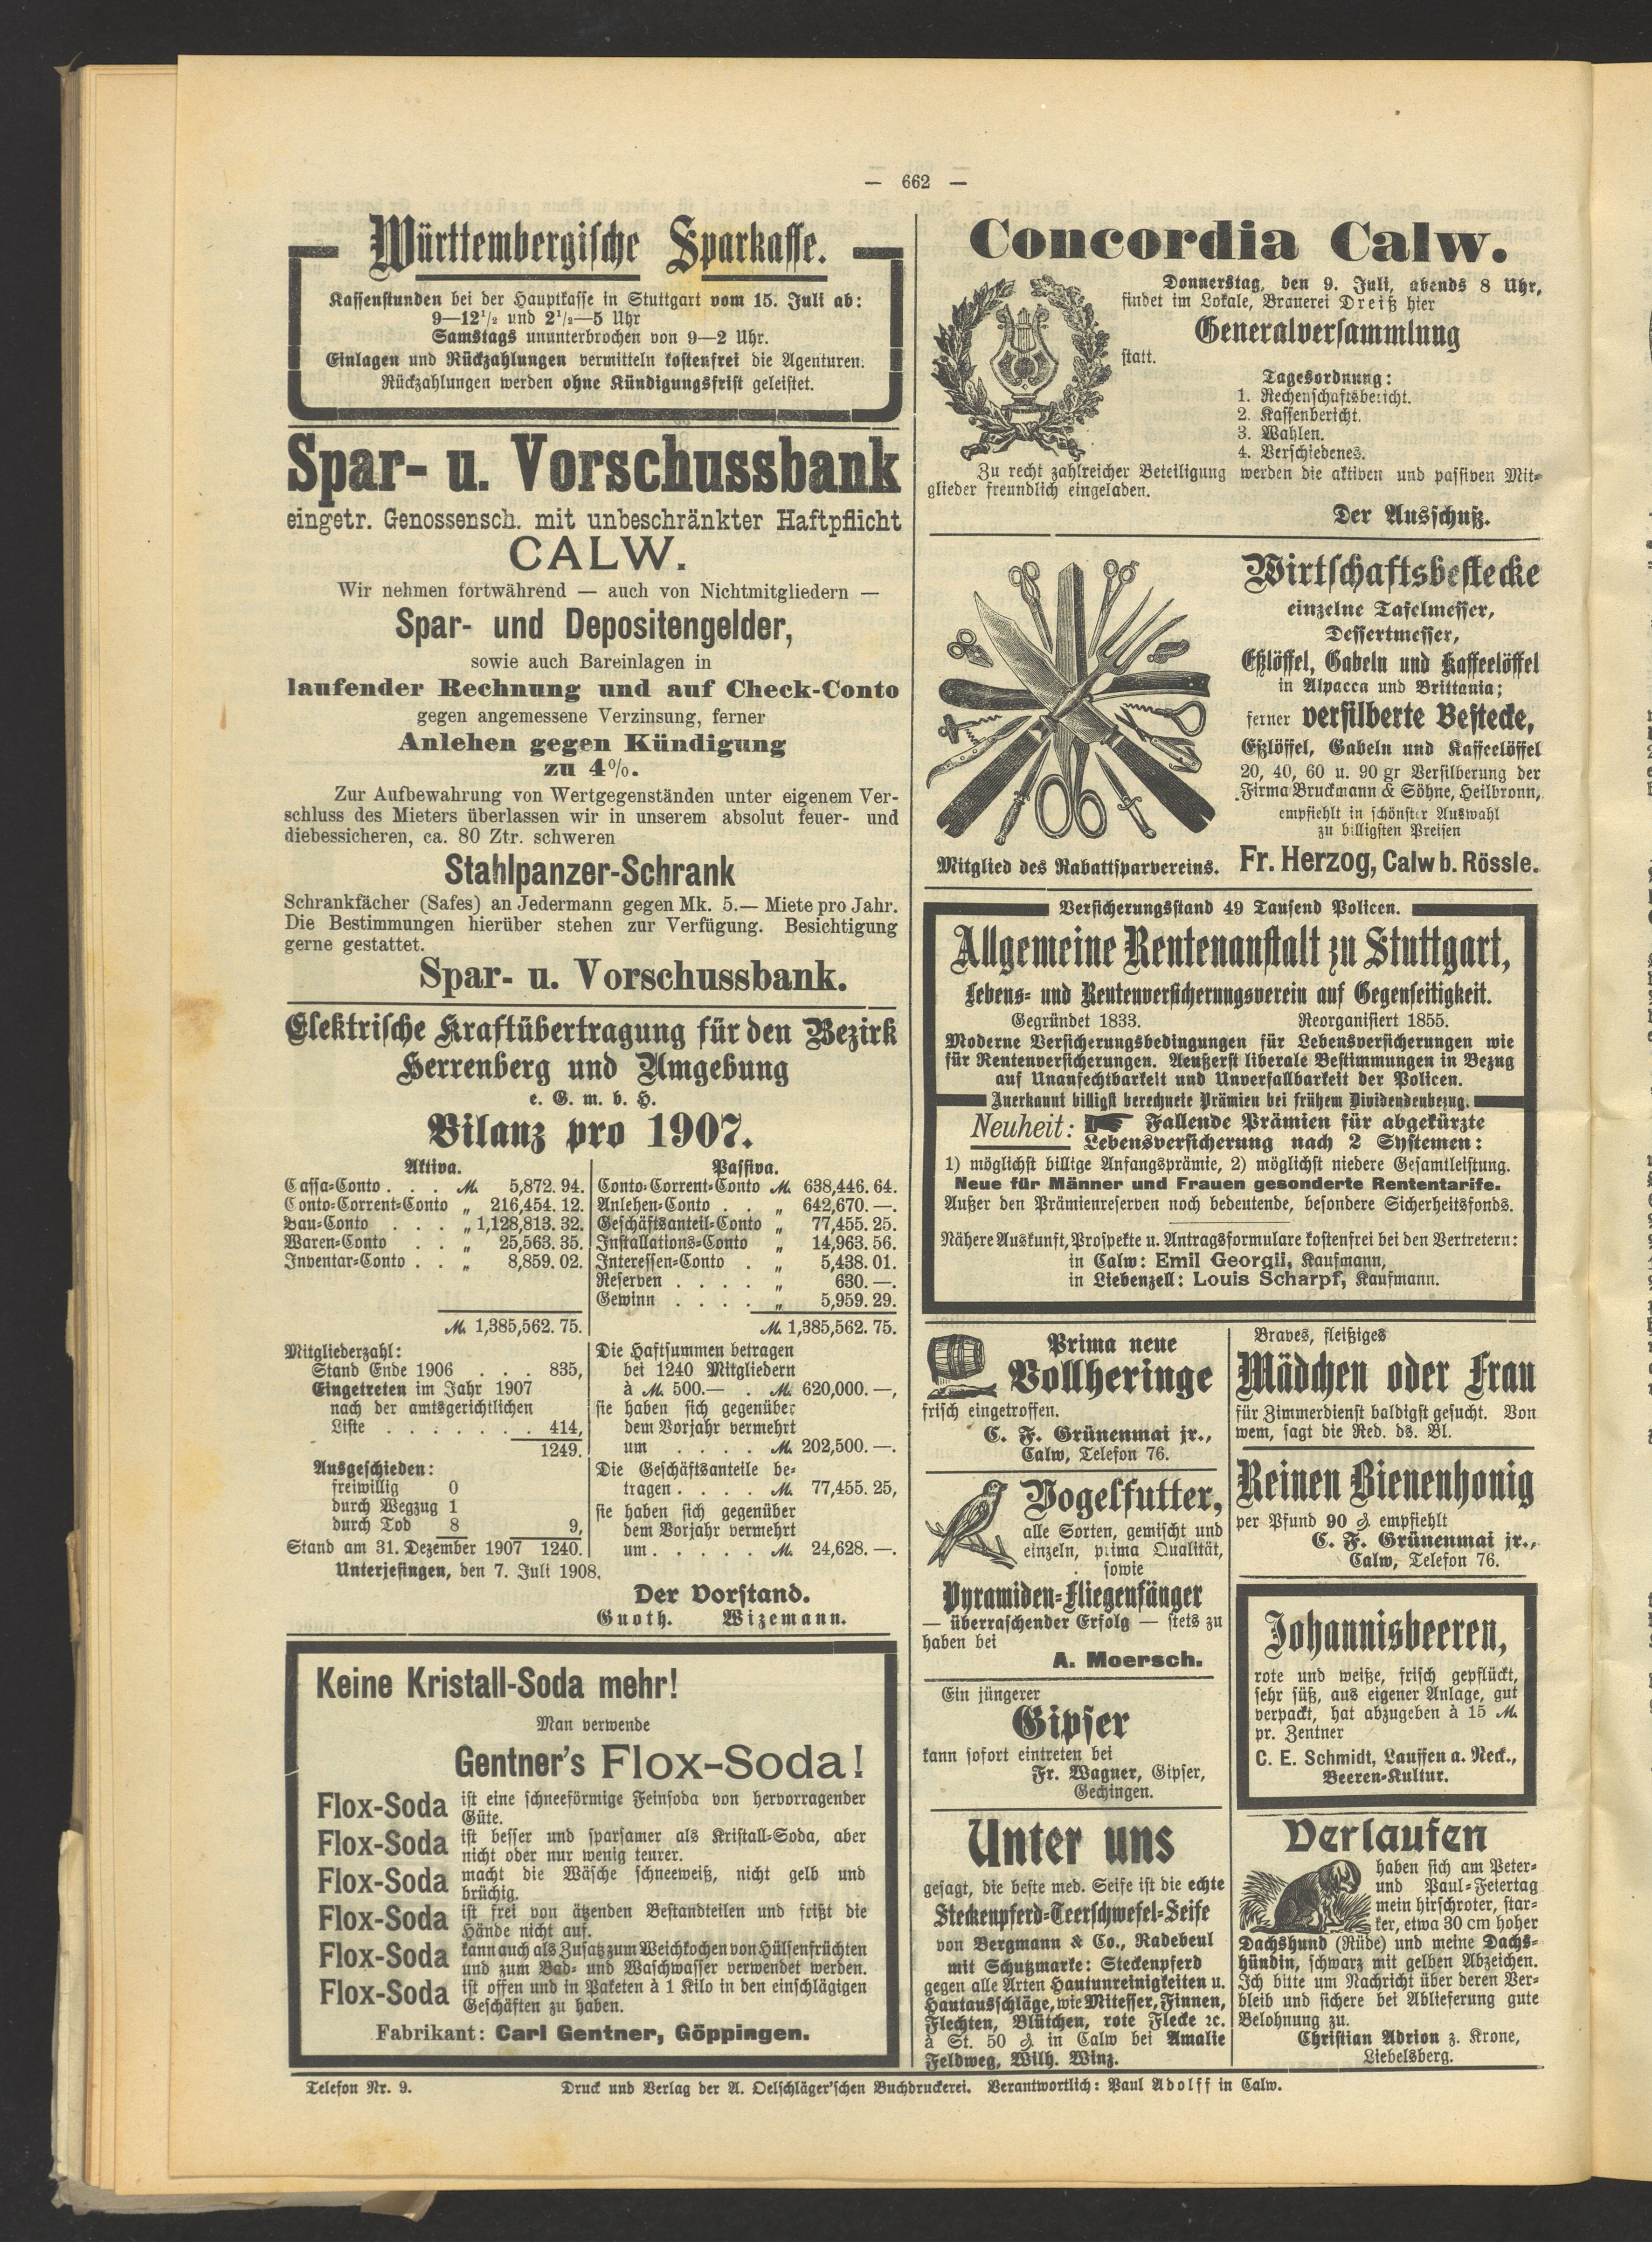 — 662 —
Württembergische Sparkasse.
Kassenstunden bei der Hauptkasse in Stuttgart vom 15. Juli ab:
9—12½ und 2½—5 Uhr
Samstags ununterbrochen von 9—2 Uhr.
Einlagen und Rückzahlungen vermitteln kostenfrei die Agenturen.
Rückzahlungen werden ohne Kündigungsfrist geleistet.
Spar- u. Vorschussbank
eingetr. Genossensch. mit unbeschränkter Haftpflicht
CALW.
Wir nehmen fortwährend — auch von Nichtmitgliedern —
Spar- und Depositengelder,
sowie auch Bareinlagen in
laufender Rechnung und auf Check-Conto
gegen angemessene Verzinsung, ferner
Anlehen gegen Kündigung
zu 4%.
Zur Aufbewahrung von Wertgegenständen unter eigenem Ver-
schluss des Mieters überlassen wir in unserem absolut feuer- und
diebessicheren, ca. 80 Ztr. schweren
Stahlpanzer-Schrank
Schrankfächer (Safes) an Jedermann gegen Mk. 5.— Miete pro Jahr.
Die Bestimmungen hierüber stehen zur Verfügung. Besichtigung
gerne gestattet.
Spar- u. Vorschussbank.
Elektrische Kraftübertragung für den Bezirk
Herrenberg und Umgebung
e. G. m. b. H.
Bilanz pro 1907.
Aktiva.
Cassa-Conto . . . M. 5,872. 94.
Conto-Corrent-Conto „ 216,454. 12.
Bau-Conto . . . „ 1,128,813. 32.
Waren-Conto . . „ 25,563. 35.
Inventar-Conto . . „ 8,859. 02.
M. 1,385,562. 75.
Passiva.
Conto-Corrent-Conto M. 638,446. 64.
Anlehen-Conto . . „ 642,670. —.
Geschäftsanteil-Conto „ 77,455. 25.
Installations-Conto „ 14,963. 56.
Interessen-Conto . „ 5,438. 01.
Reserven . . . . „ 630. —.
Gewinn . . . . „ 5,959. 29.
M. 1,385,562. 75.
Mitgliederzahl:
Stand Ende 1906 . . . 835,
Eingetreten im Jahr 1907
nach der amtsgerichtlichen
Liste . . . . . . . 414,
1249.
Ausgeschieden:
freiwillig 0
durch Wegzug 1
durch Tod 8 9,
Stand am 31. Dezember 1907 1240.
Die Haftsummen betragen
bei 1240 Mitgliedern
à M. 500.— . M. 620,000. —,
sie haben sich gegenüber
dem Vorjahr vermehrt
um . . . . M. 202,500. —.
Die Geschäftsanteile be-
tragen . . . . M. 77,455. 25,
sie haben sich gegenüber
dem Vorjahr vermehrt
um . . . . . M. 24,628. —.
Unterjesingen, den 7. Juli 1908.
Der Vorstand.
Guoth. Wizemann.
Keine Kristall-Soda mehr!
Man verwende
Gentner's Flox-Soda!
Flox-Soda ist eine schneeförmige Feinsoda von hervorragender
Güte.
Flox-Soda ist besser und sparsamer als Kristall-Soda, aber
nicht oder nur wenig teurer.
Flox-Soda macht die Wäsche schneeweiß, nicht gelb und
brüchig.
Flox-Soda ist frei von ätzenden Bestandteilen und frißt die
Hände nicht auf.
Flox-Soda kann auch als Zusatz zum Weichkochen von Hülsenfrüchten
und zum Bad- und Waschwasser verwendet werden.
Flox-Soda ist offen und in Paketen à 1 Kilo in den einschlägigen
Geschäften zu haben.
Fabrikant: Carl Gentner, Göppingen.
Concordia Calw.
Donnerstag, den 9. Juli, abends 8 Uhr,
findet im Lokale, Brauerei Dreiß hier
Generalversammlung
statt.
Tagesordnung:
1. Rechenschaftsbericht.
2. Kassenbericht.
3. Wahlen.
4. Verschiedenes.
Zu recht zahlreicher Beteiligung werden die aktiven und passiven Mit-
glieder freundlich eingeladen.
Der Ausschuß.
Wirtschaftsbestecke
einzelne Tafelmesser,
Dessertmesser,
Eßlöffel, Gabeln und Kaffeelöffel
in Alpacca und Brittania;
ferner versilberte Bestecke,
Eßlöffel, Gabeln und Kaffeelöffel
20, 40, 60 u. 90 gr Versilberung der
Firma Bruckmann & Söhne, Heilbronn,
empfiehlt in schönster Auswahl
zu billigsten Preisen
Mitglied des Rabattsparvereins. Fr. Herzog, Calw b. Rössle.
Versicherungsstand 49 Tausend Policen.
Allgemeine Rentenanstalt zu Stuttgart,
Lebens- und Rentenversicherungsverein auf Gegenseitigkeit.
Gegründet 1833. Reorganisiert 1855.
Moderne Versicherungsbedingungen für Lebensversicherungen wie
für Rentenversicherungen. Aeußerst liberale Bestimmungen in Bezug
auf Unanfechtbarkeit und Unverfallbarkeit der Policen.
Anerkannt billigst berechnete Prämien bei frühem Dividendenbezug.
Neuheit: Fallende Prämien für abgekürzte
Lebensversicherung nach 2 Systemen:
1) möglichst billige Anfangsprämie, 2) möglichst niedere Gesamtleistung.
Neue für Männer und Frauen gesonderte Rententarife.
Außer den Prämienreserven noch bedeutende, besondere Sicherheitsfonds.
Nähere Auskunft, Prospekte u. Antragsformulare kostenfrei bei den Vertretern:
in Calw: Emil Georgii, Kaufmann,
in Liebenzell: Louis Scharpf, Kaufmann.
Prima neue
Vollheringe
frisch eingetroffen.
C. F. Grünenmai jr.,
Calw, Telefon 76.
Vogelfutter,
alle Sorten, gemischt und
einzeln, prima Qualität,
sowie
Pyramiden-Fliegenfänger
— überraschender Erfolg — stets zu
haben bei
A. Moersch.
Ein jüngerer
Gipser
kann sofort eintreten bei
Fr. Wagner, Gipser,
Gechingen.
Unter uns
gesagt, die beste med. Seife ist die echte
Steckenpferd-Teerschwefel-Seife
von Bergmann & Co., Radebeul
mit Schutzmarke: Steckenpferd
gegen alle Arten Hautunreinigkeiten u.
Hautausschläge, wie Mitesser, Finnen,
Flechten, Blütchen, rote Flecke ꝛc.
à St. 50 ₰ in Calw bei Amalie
Feldweg, Wilh. Winz.
Braves, fleißiges
Mädchen oder Frau
für Zimmerdienst baldigst gesucht. Von
wem, sagt die Red. ds. Bl.
Reinen Bienenhonig
per Pfund 90 ₰ empfiehlt
C. F. Grünenmai jr.,
Calw, Telefon 76.
Johannisbeeren,
rote und weiße, frisch gepflückt,
sehr süß, aus eigener Anlage, gut
verpackt, hat abzugeben à 15 M.
pr. Zentner
C. E. Schmidt, Lauffen a. Neck.,
Beeren-Kultur.
Verlaufen
haben sich am Peter-
und Paul-Feiertag
mein hirschroter, star-
ker, etwa 30 cm hoher
Dachshund (Rüde) und meine Dachs-
hündin, schwarz mit gelben Abzeichen.
Ich bitte um Nachricht über deren Ver-
bleib und sichere bei Ablieferung gute
Belohnung zu.
Christian Adrion z. Krone,
Liebelsberg.
Telefon Nr. 9. Druck und Verlag der A. Oelschläger'schen Buchdruckerei. Verantwortlich: Paul Adolff in Calw.